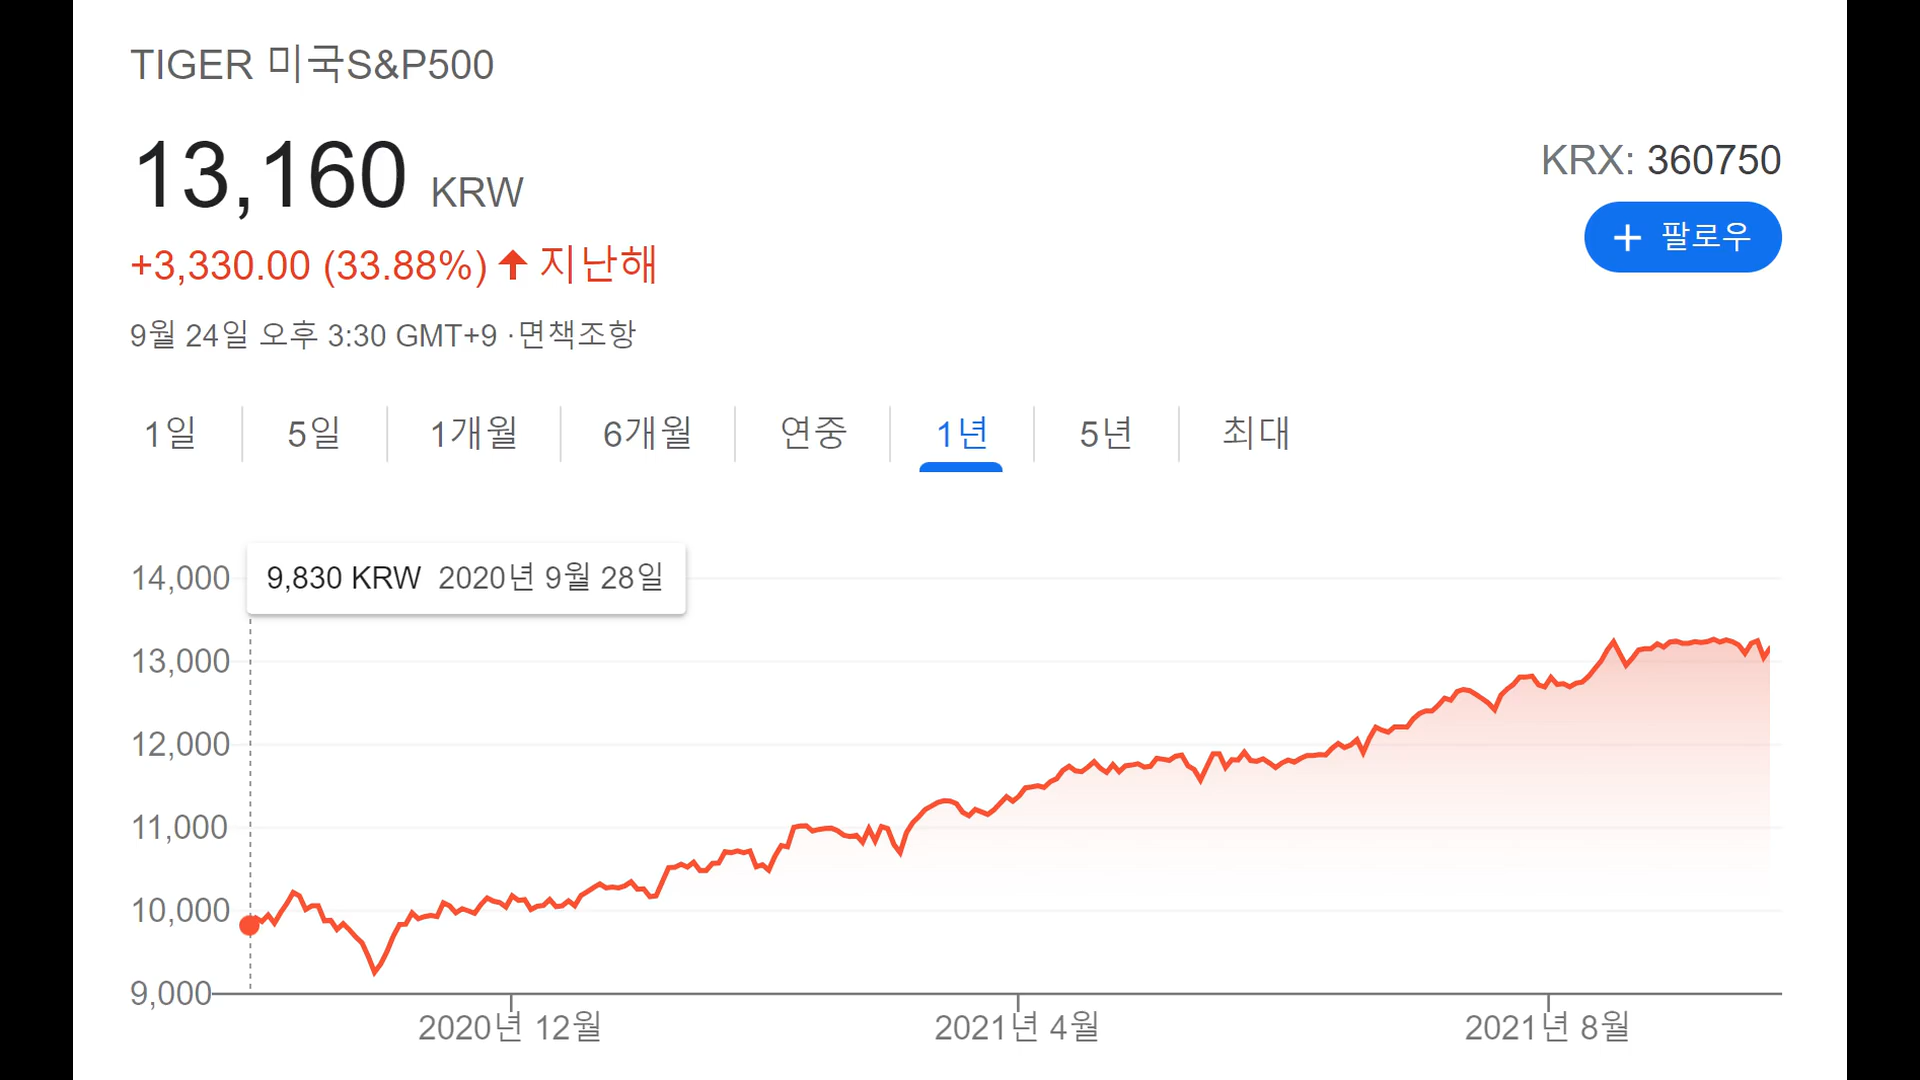 TIGER 미국S&P500
13,160 KRW
KRX: 360750
+ 팔로우
+3,330.00 (33.88%) ↑ 지난해
9월 24일 오후 3:30 GMT+9 ·면책조항
1일 5일 1개월 6개월 연중 1년 5년 최대
9,830 KRW 2020년 9월 28일
14,000
13,000
12,000
11,000
10,000
9,000
2020년 12월 2021년 4월 2021년 8월